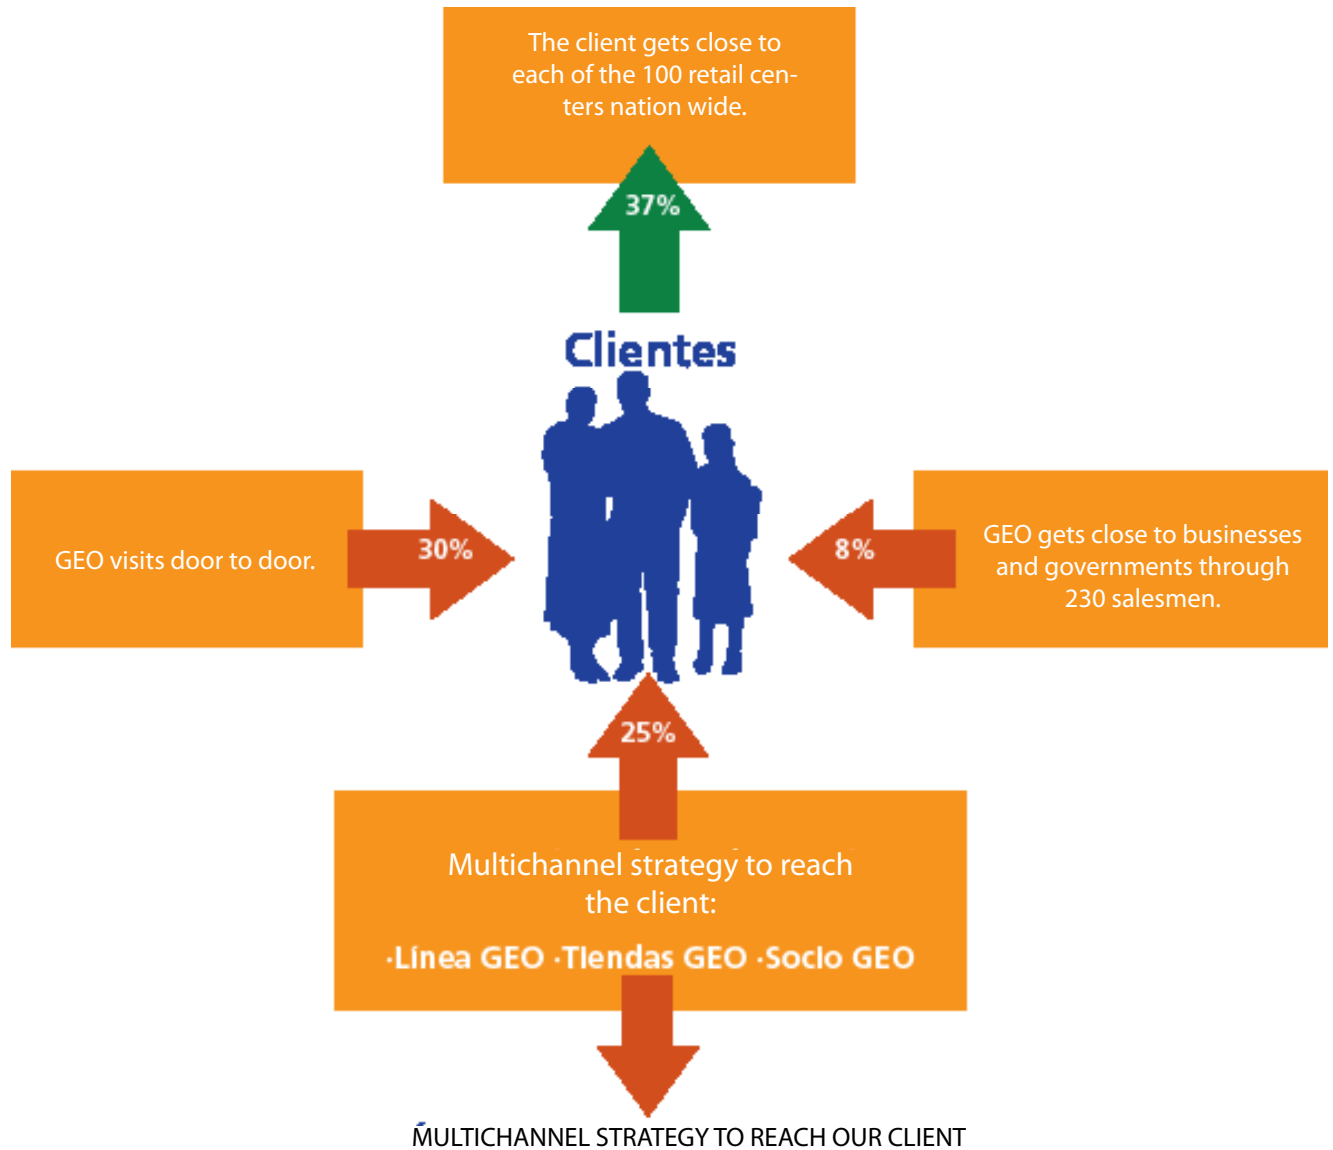 The client gets close to
each of the 100 retail cen-
ters nation wide.
37%
Clientes
GEO visits door to door.
30%
8%
GEO gets close to businesses
and governments through
230 salesmen.
25%
Multichannel strategy to reach
the client:
·Línea GEO ·Tiendas GEO ·Socio GEO
MULTICHANNEL STRATEGY TO REACH OUR CLIENT